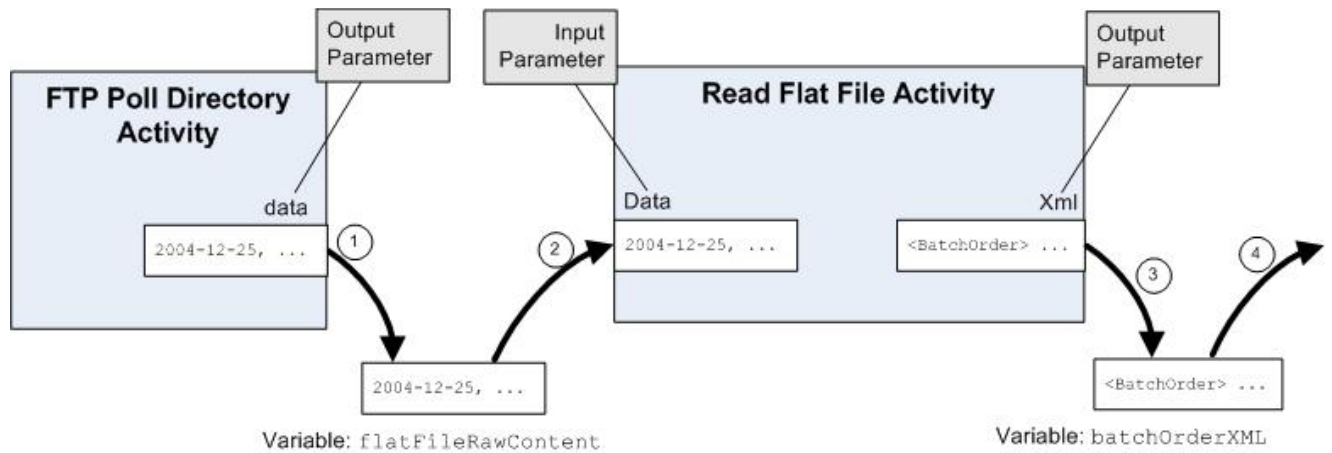 Output
Parameter
Input
Parameter
Output
Parameter
FTP Poll Directory
Activity
Read Flat File Activity
data
Data
Xml
2004-12-25, ...
1
2
2004-12-25, ...
<BatchOrder> ...
3
4
2004-12-25, ...
<BatchOrder> ...
Variable: flatFileRawContent
Variable: batchOrderXML